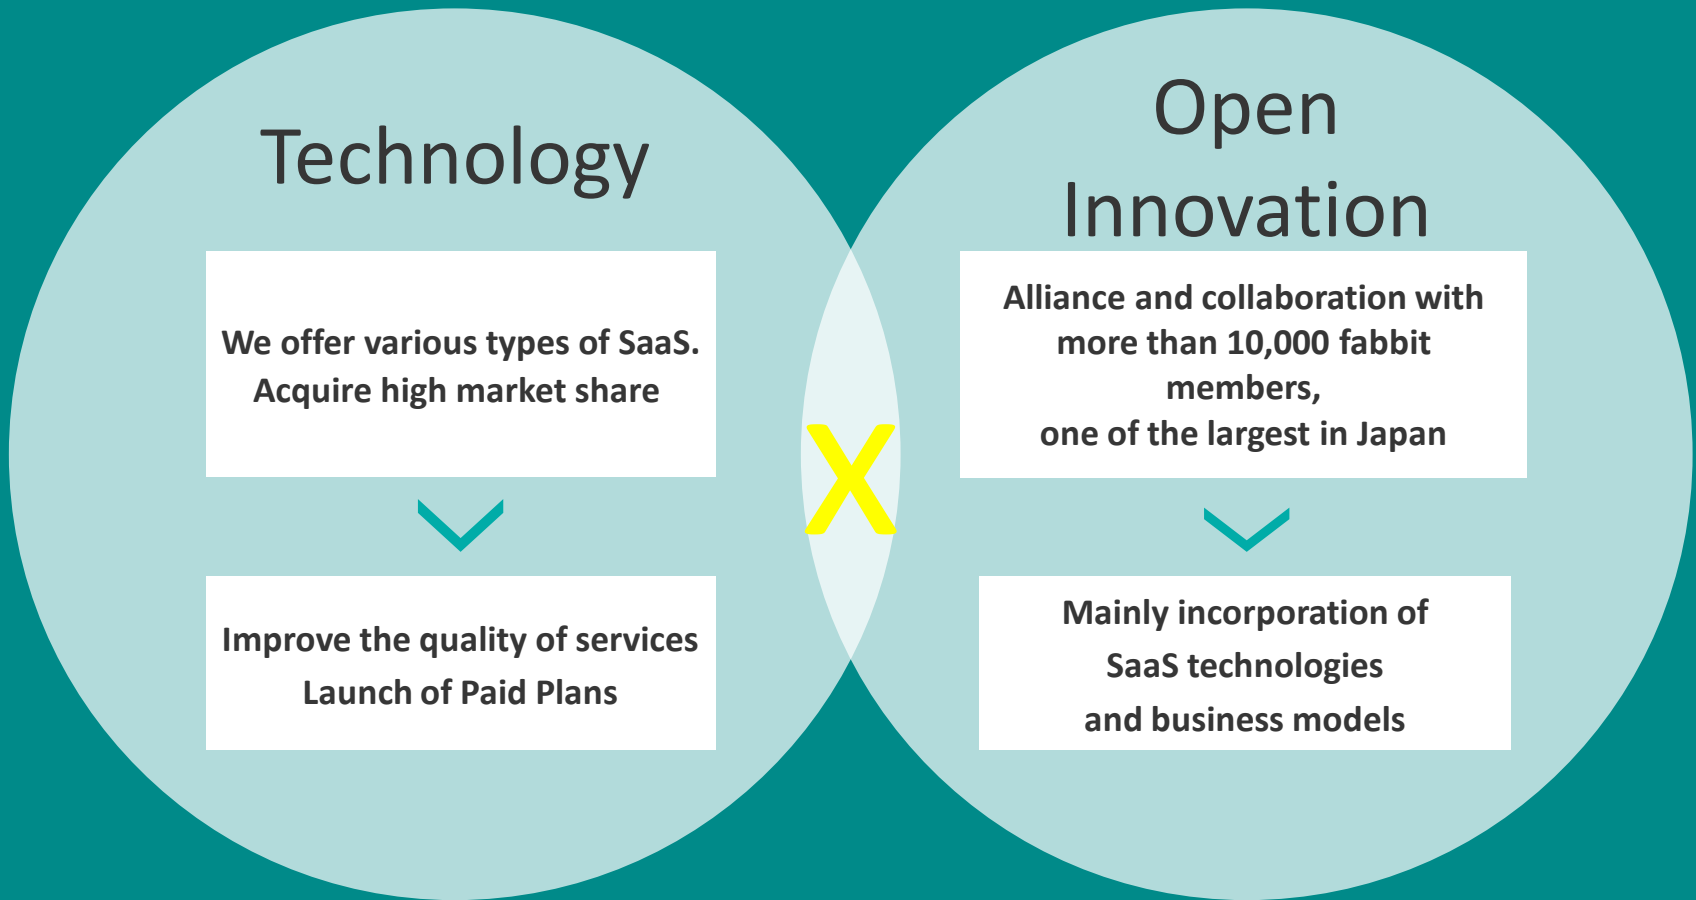 Technology
We offer various types of SaaS.
Acquire high market share
Improve the quality of services
Launch of Paid Plans
X
Open
Innovation
Alliance and collaboration with
more than 10,000 fabbit
members,
one of the largest in Japan
Mainly incorporation of
SaaS technologies
and business models